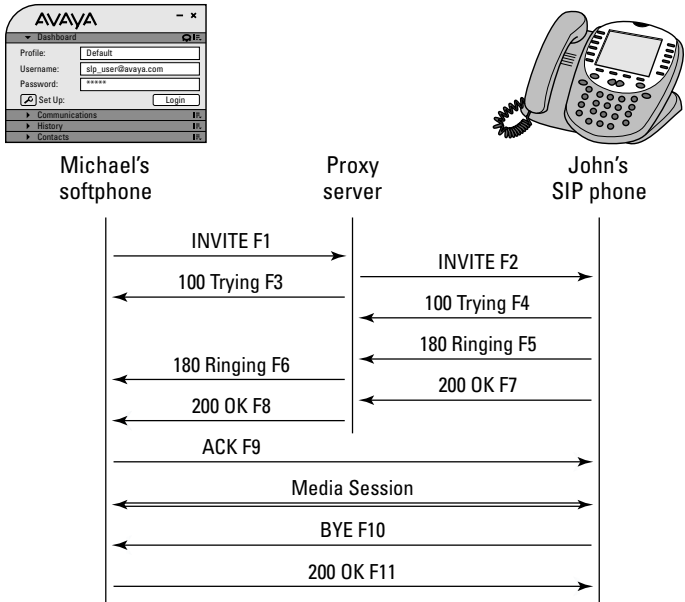 AVAYA
Dashboard
Profile: Default
Username: slp_user@avaya.com
Password: *****
Set Up: Login
Communications
History
Contacts
Michael's softphone
Proxy server
John's SIP phone
INVITE F1
INVITE F2
100 Trying F3
100 Trying F4
180 Ringing F5
180 Ringing F6
200 OK F7
200 OK F8
ACK F9
Media Session
BYE F10
200 OK F11